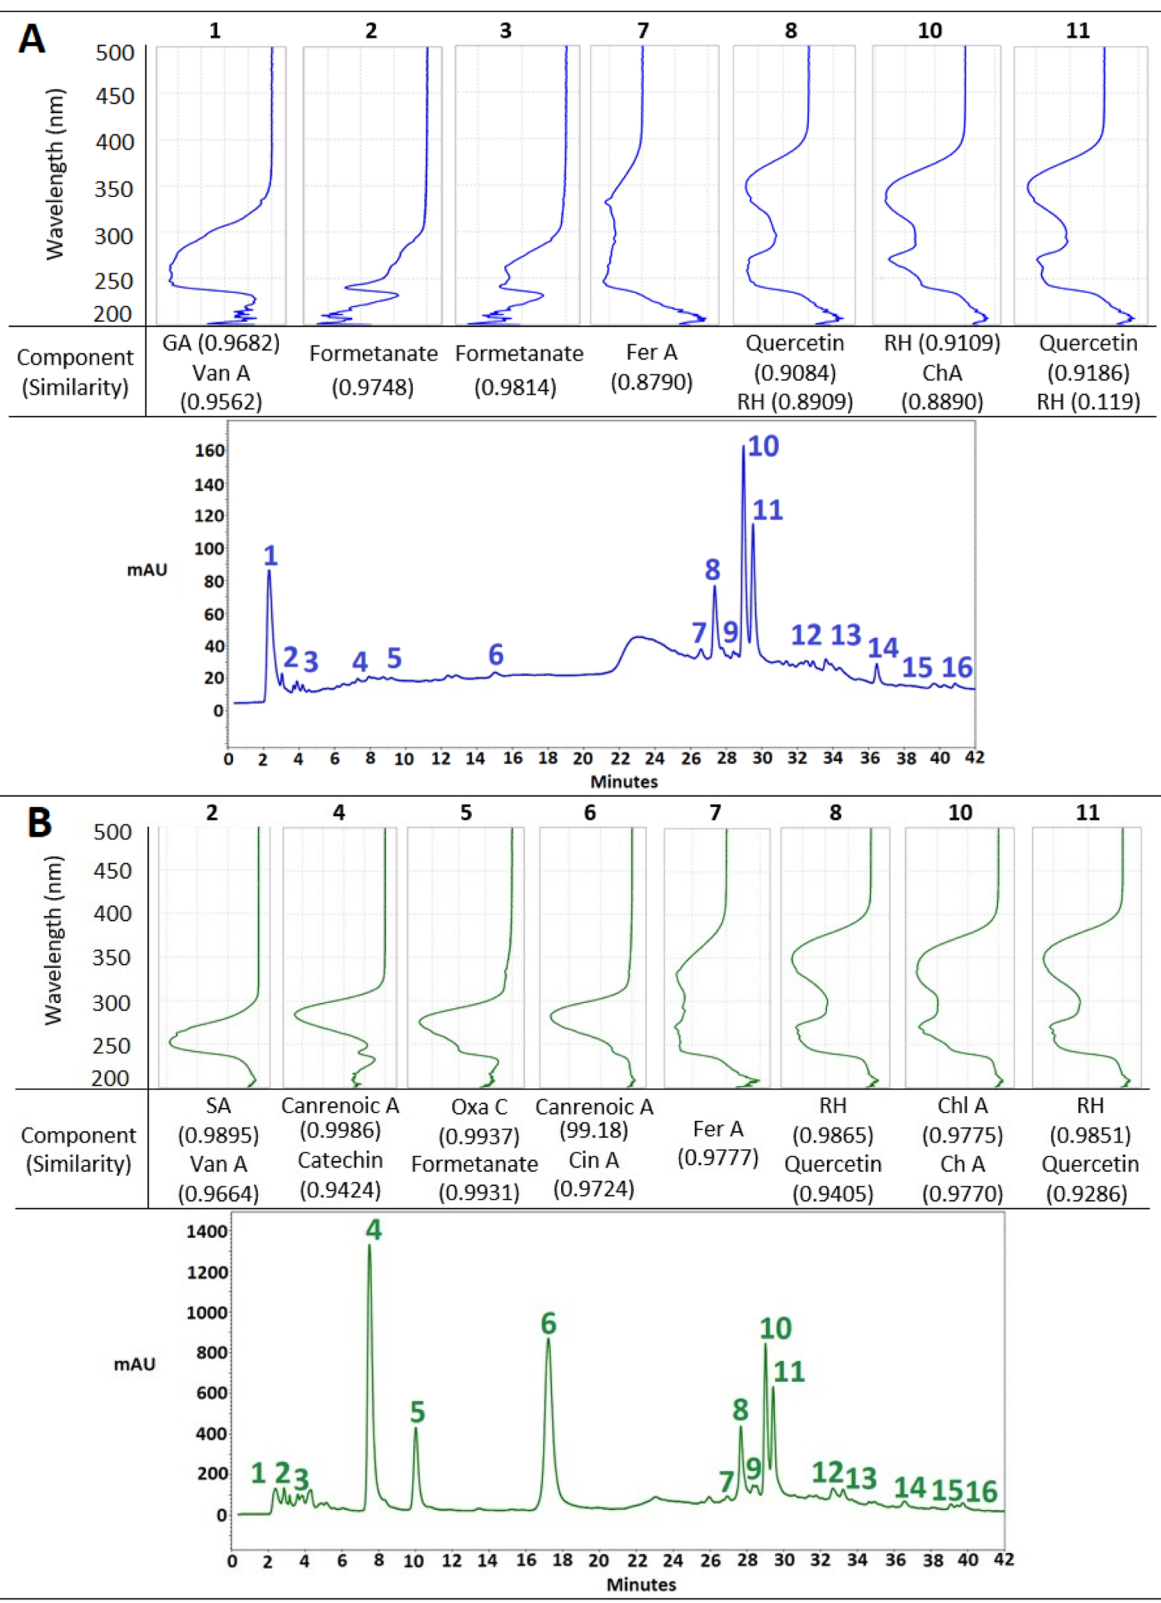 A
1 2 3 7 8 10 11
500
450
400
350
300
250
200
Wavelength (nm)
Component
(Similarity)
GA (0.9682)
Van A
(0.9562)
Formetanate
(0.9748)
Formetanate
(0.9814)
Fer A
(0.8790)
Quercetin
(0.9084)
RH (0.8909)
RH (0.9109)
ChA
(0.8890)
Quercetin
(0.9186)
RH (0.119)
160
140
120
100
80
60
40
20
0
mAU
1
2
3
4
5
6
7
8
9
10
11
12
13
14
15
16
0 2 4 6 8 10 12 14 16 18 20 22 24 26 28 30 32 34 36 38 40 42
Minutes
B
2 4 5 6 7 8 10 11
500
450
400
350
300
250
200
Wavelength (nm)
Component
(Similarity)
SA
(0.9895)
Van A
(0.9664)
Canrenoic A
(0.9986)
Catechin
(0.9424)
Oxa C
(0.9937)
Formetanate
(0.9931)
Canrenoic A
(99.18)
Cin A
(0.9724)
Fer A
(0.9777)
RH
(0.9865)
Quercetin
(0.9405)
Chl A
(0.9775)
Ch A
(0.9770)
RH
(0.9851)
Quercetin
(0.9286)
1400
1200
1000
800
600
400
200
0
mAU
1
2
3
4
5
6
7
8
9
10
11
12
13
14
15
16
0 2 4 6 8 10 12 14 16 18 20 22 24 26 28 30 32 34 36 38 40 42
Minutes